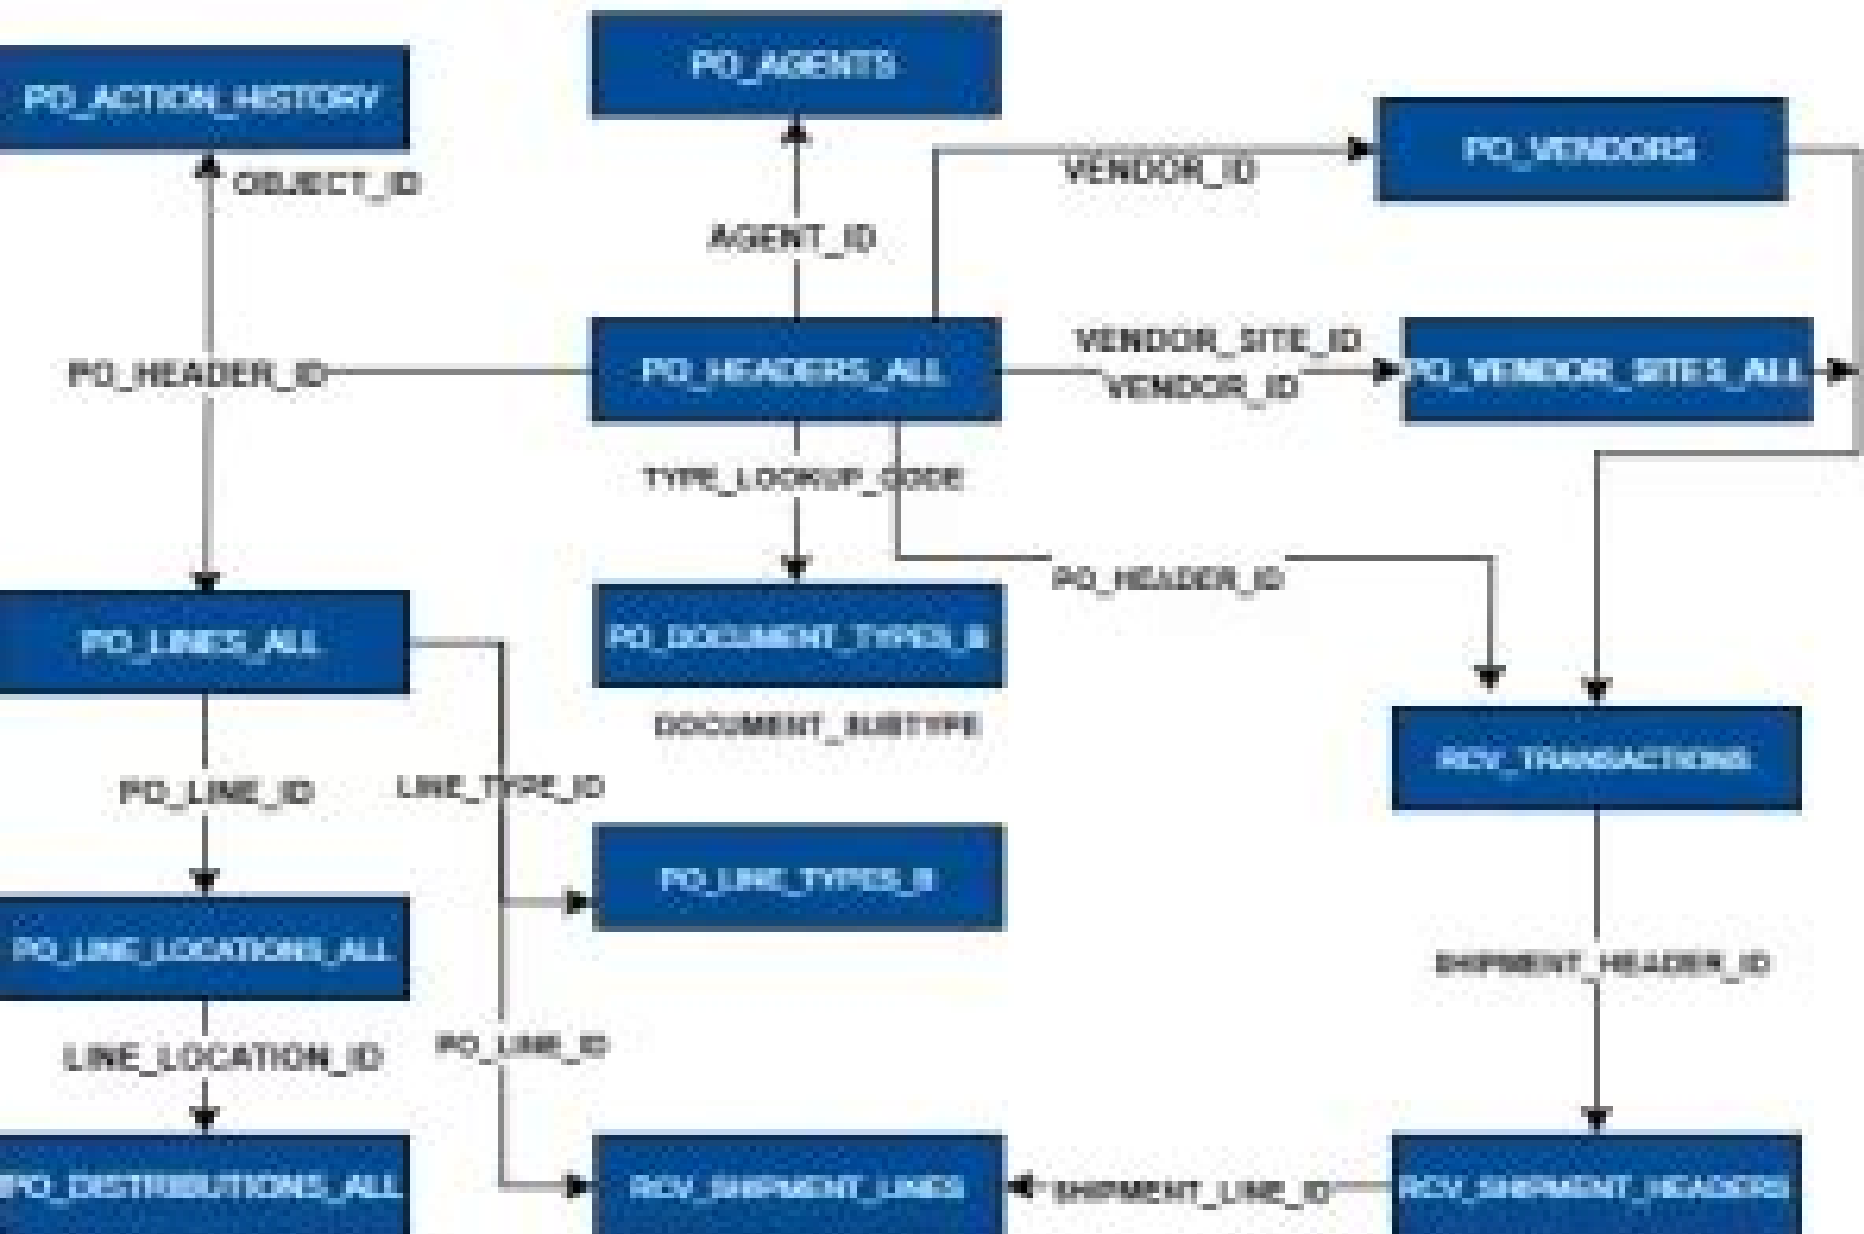 PO_AGENTS
PO_ACTION_HISTORY
PO_VENDORS
OBJECT_ID
VENDOR_ID
AGENT_ID
VENDOR_SITE_ID
PO_HEADER_ID
PO_HEADERS_ALL
VENDOR_ID
PO_VENDOR_SITES_ALL
TYPE_LOOKUP_CODE
PO_HEADER_ID
PO_LINES_ALL
PO_DOCUMENT_TYPES_B
DOCUMENT_SUBTYPE
RCV_TRANSACTIONS
PO_LINE_ID
LINE_TYPE_ID
PO_LINE_TYPES_B
PO_LINE_LOCATIONS_ALL
SHIPMENT_HEADER_ID
LINE_LOCATION_ID
PO_LINE_ID
PO_DISTRIBUTIONS_ALL
RCV_SHIPMENT_LINES
SHIPMENT_LINE_ID
RCV_SHIPMENT_HEADERS